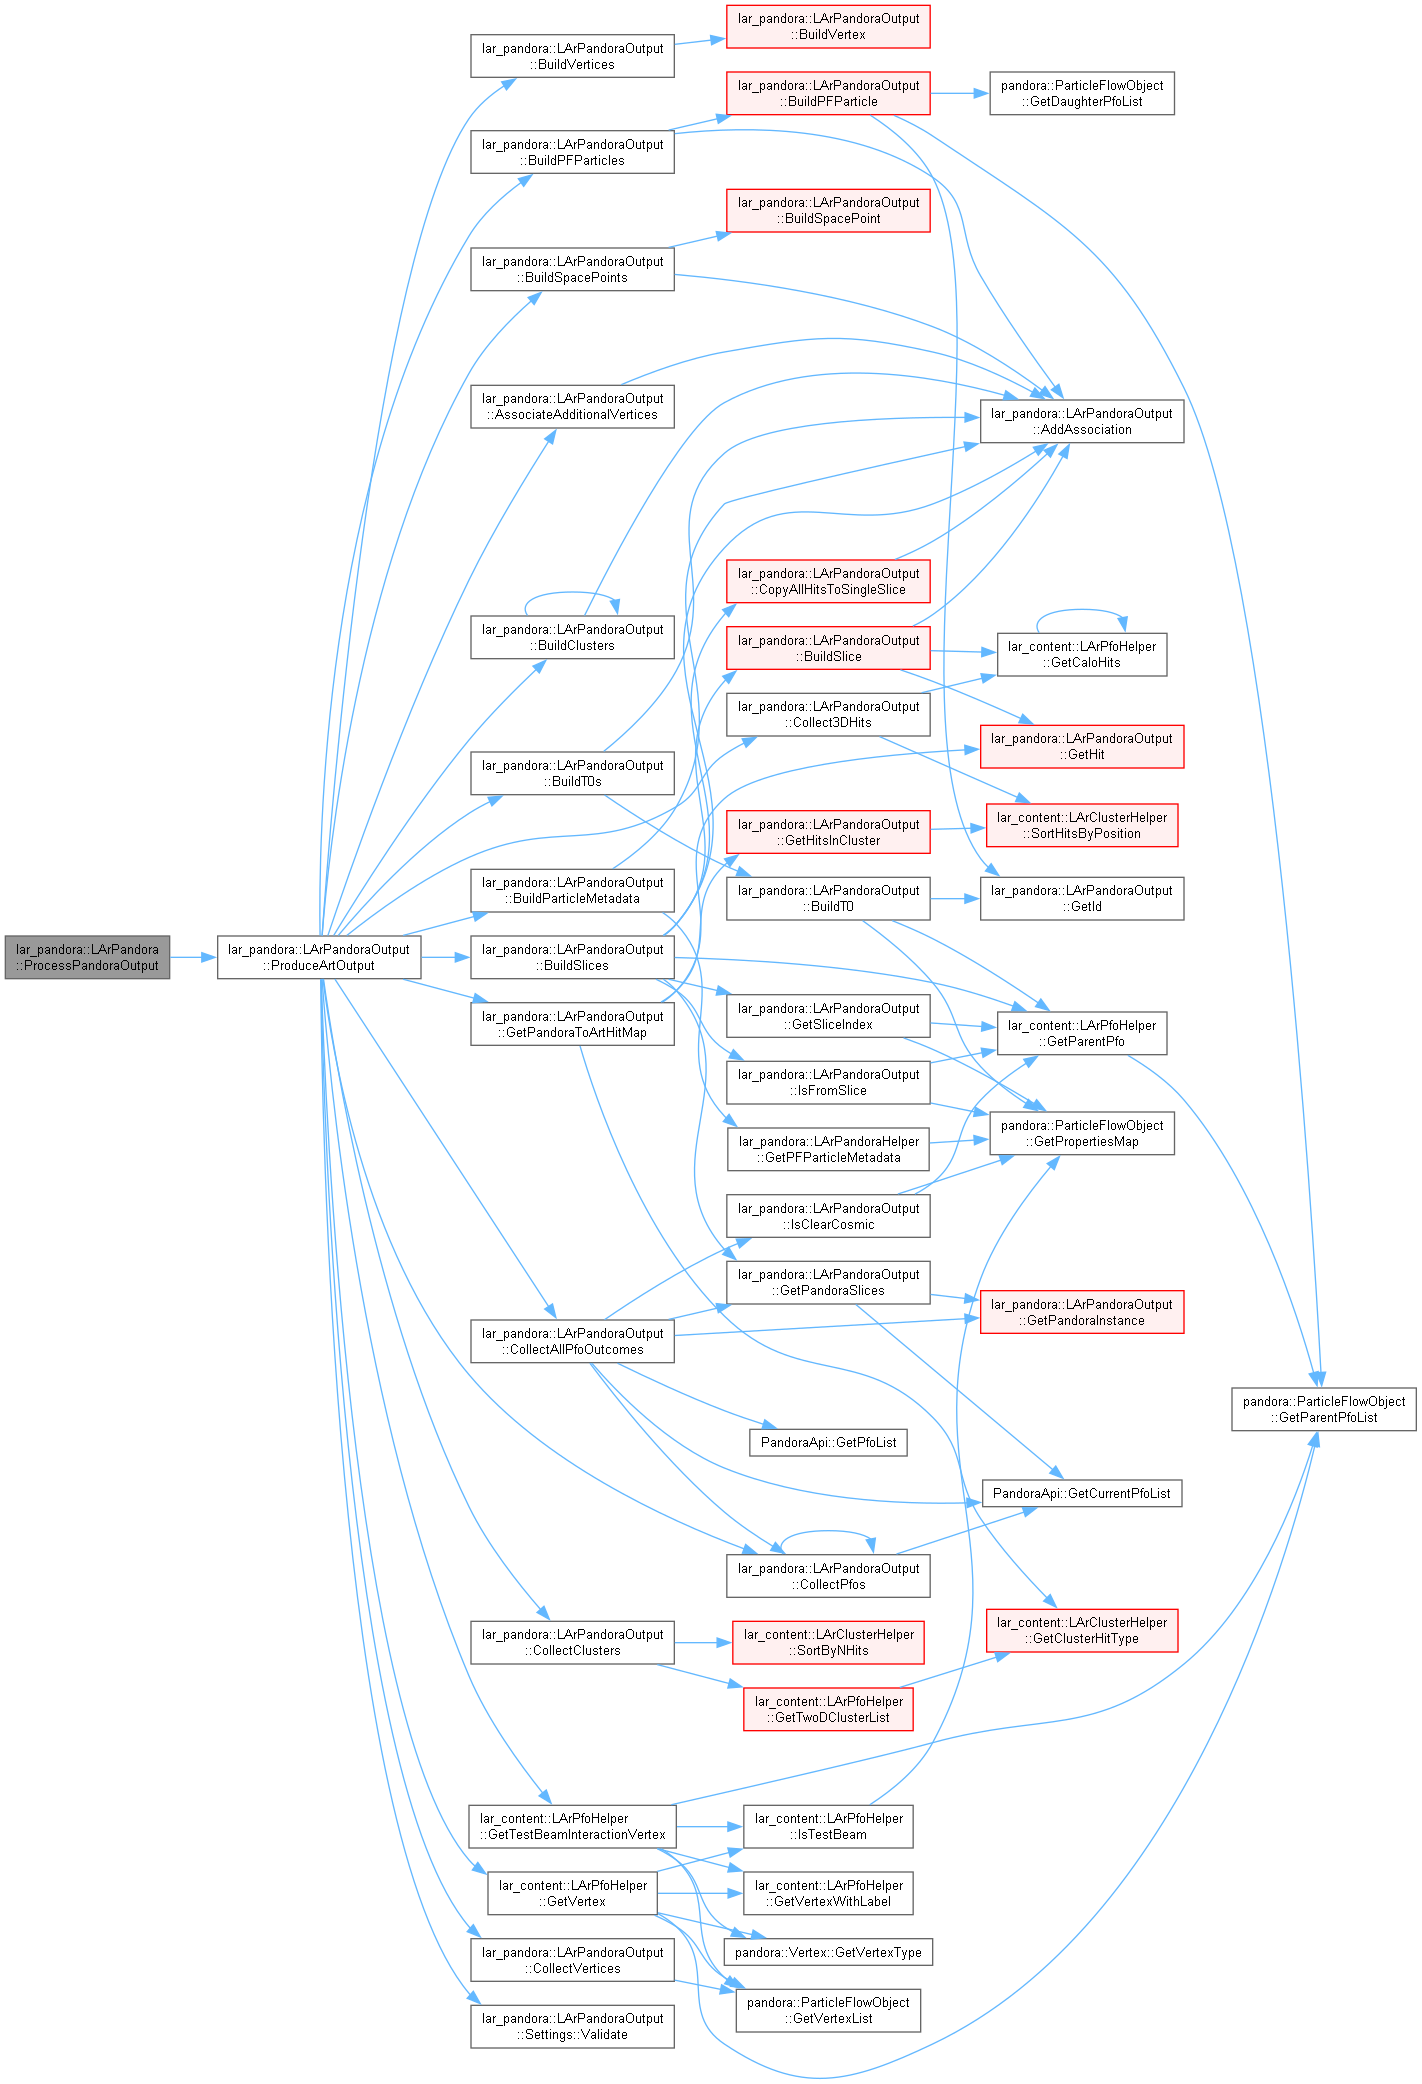 lar_pandora::LArPandora
::ProcessPandoraOutput
lar_pandora::LArPandoraOutput
::ProduceArtOutput
lar_pandora::LArPandoraOutput
::BuildVertices
lar_pandora::LArPandoraOutput
::BuildPFParticles
lar_pandora::LArPandoraOutput
::BuildSpacePoints
lar_pandora::LArPandoraOutput
::AssociateAdditionalVertices
lar_pandora::LArPandoraOutput
::BuildClusters
lar_pandora::LArPandoraOutput
::BuildT0s
lar_pandora::LArPandoraOutput
::BuildParticleMetadata
lar_pandora::LArPandoraOutput
::BuildSlices
lar_pandora::LArPandoraOutput
::GetPandoraToArtHitMap
lar_pandora::LArPandoraOutput
::CollectAllPfoOutcomes
lar_pandora::LArPandoraOutput
::CollectClusters
lar_content::LArPfoHelper
::GetTestBeamInteractionVertex
lar_content::LArPfoHelper
::GetVertex
lar_pandora::LArPandoraOutput
::CollectVertices
lar_pandora::LArPandoraOutput
::Settings::Validate
lar_pandora::LArPandoraOutput
::BuildVertex
lar_pandora::LArPandoraOutput
::BuildPFParticle
lar_pandora::LArPandoraOutput
::BuildSpacePoint
lar_pandora::LArPandoraOutput
::CopyAllHitsToSingleSlice
lar_pandora::LArPandoraOutput
::BuildSlice
lar_pandora::LArPandoraOutput
::Collect3DHits
lar_pandora::LArPandoraOutput
::GetHitsInCluster
lar_pandora::LArPandoraOutput
::BuildT0
lar_pandora::LArPandoraOutput
::GetSliceIndex
lar_pandora::LArPandoraOutput
::IsFromSlice
lar_pandora::LArPandoraHelper
::GetPFParticleMetadata
lar_pandora::LArPandoraOutput
::IsClearCosmic
lar_pandora::LArPandoraOutput
::GetPandoraSlices
PandoraApi::GetPfoList
lar_pandora::LArPandoraOutput
::CollectPfos
lar_content::LArClusterHelper
::SortByNHits
lar_content::LArPfoHelper
::GetTwoDClusterList
lar_content::LArPfoHelper
::IsTestBeam
lar_content::LArPfoHelper
::GetVertexWithLabel
pandora::Vertex::GetVertexType
pandora::ParticleFlowObject
::GetVertexList
pandora::ParticleFlowObject
::GetDaughterPfoList
lar_pandora::LArPandoraOutput
::AddAssociation
lar_content::LArPfoHelper
::GetCaloHits
lar_pandora::LArPandoraOutput
::GetHit
lar_content::LArClusterHelper
::SortHitsByPosition
lar_pandora::LArPandoraOutput
::GetId
lar_content::LArPfoHelper
::GetParentPfo
pandora::ParticleFlowObject
::GetPropertiesMap
lar_pandora::LArPandoraOutput
::GetPandoraInstance
PandoraApi::GetCurrentPfoList
lar_content::LArClusterHelper
::GetClusterHitType
pandora::ParticleFlowObject
::GetParentPfoList